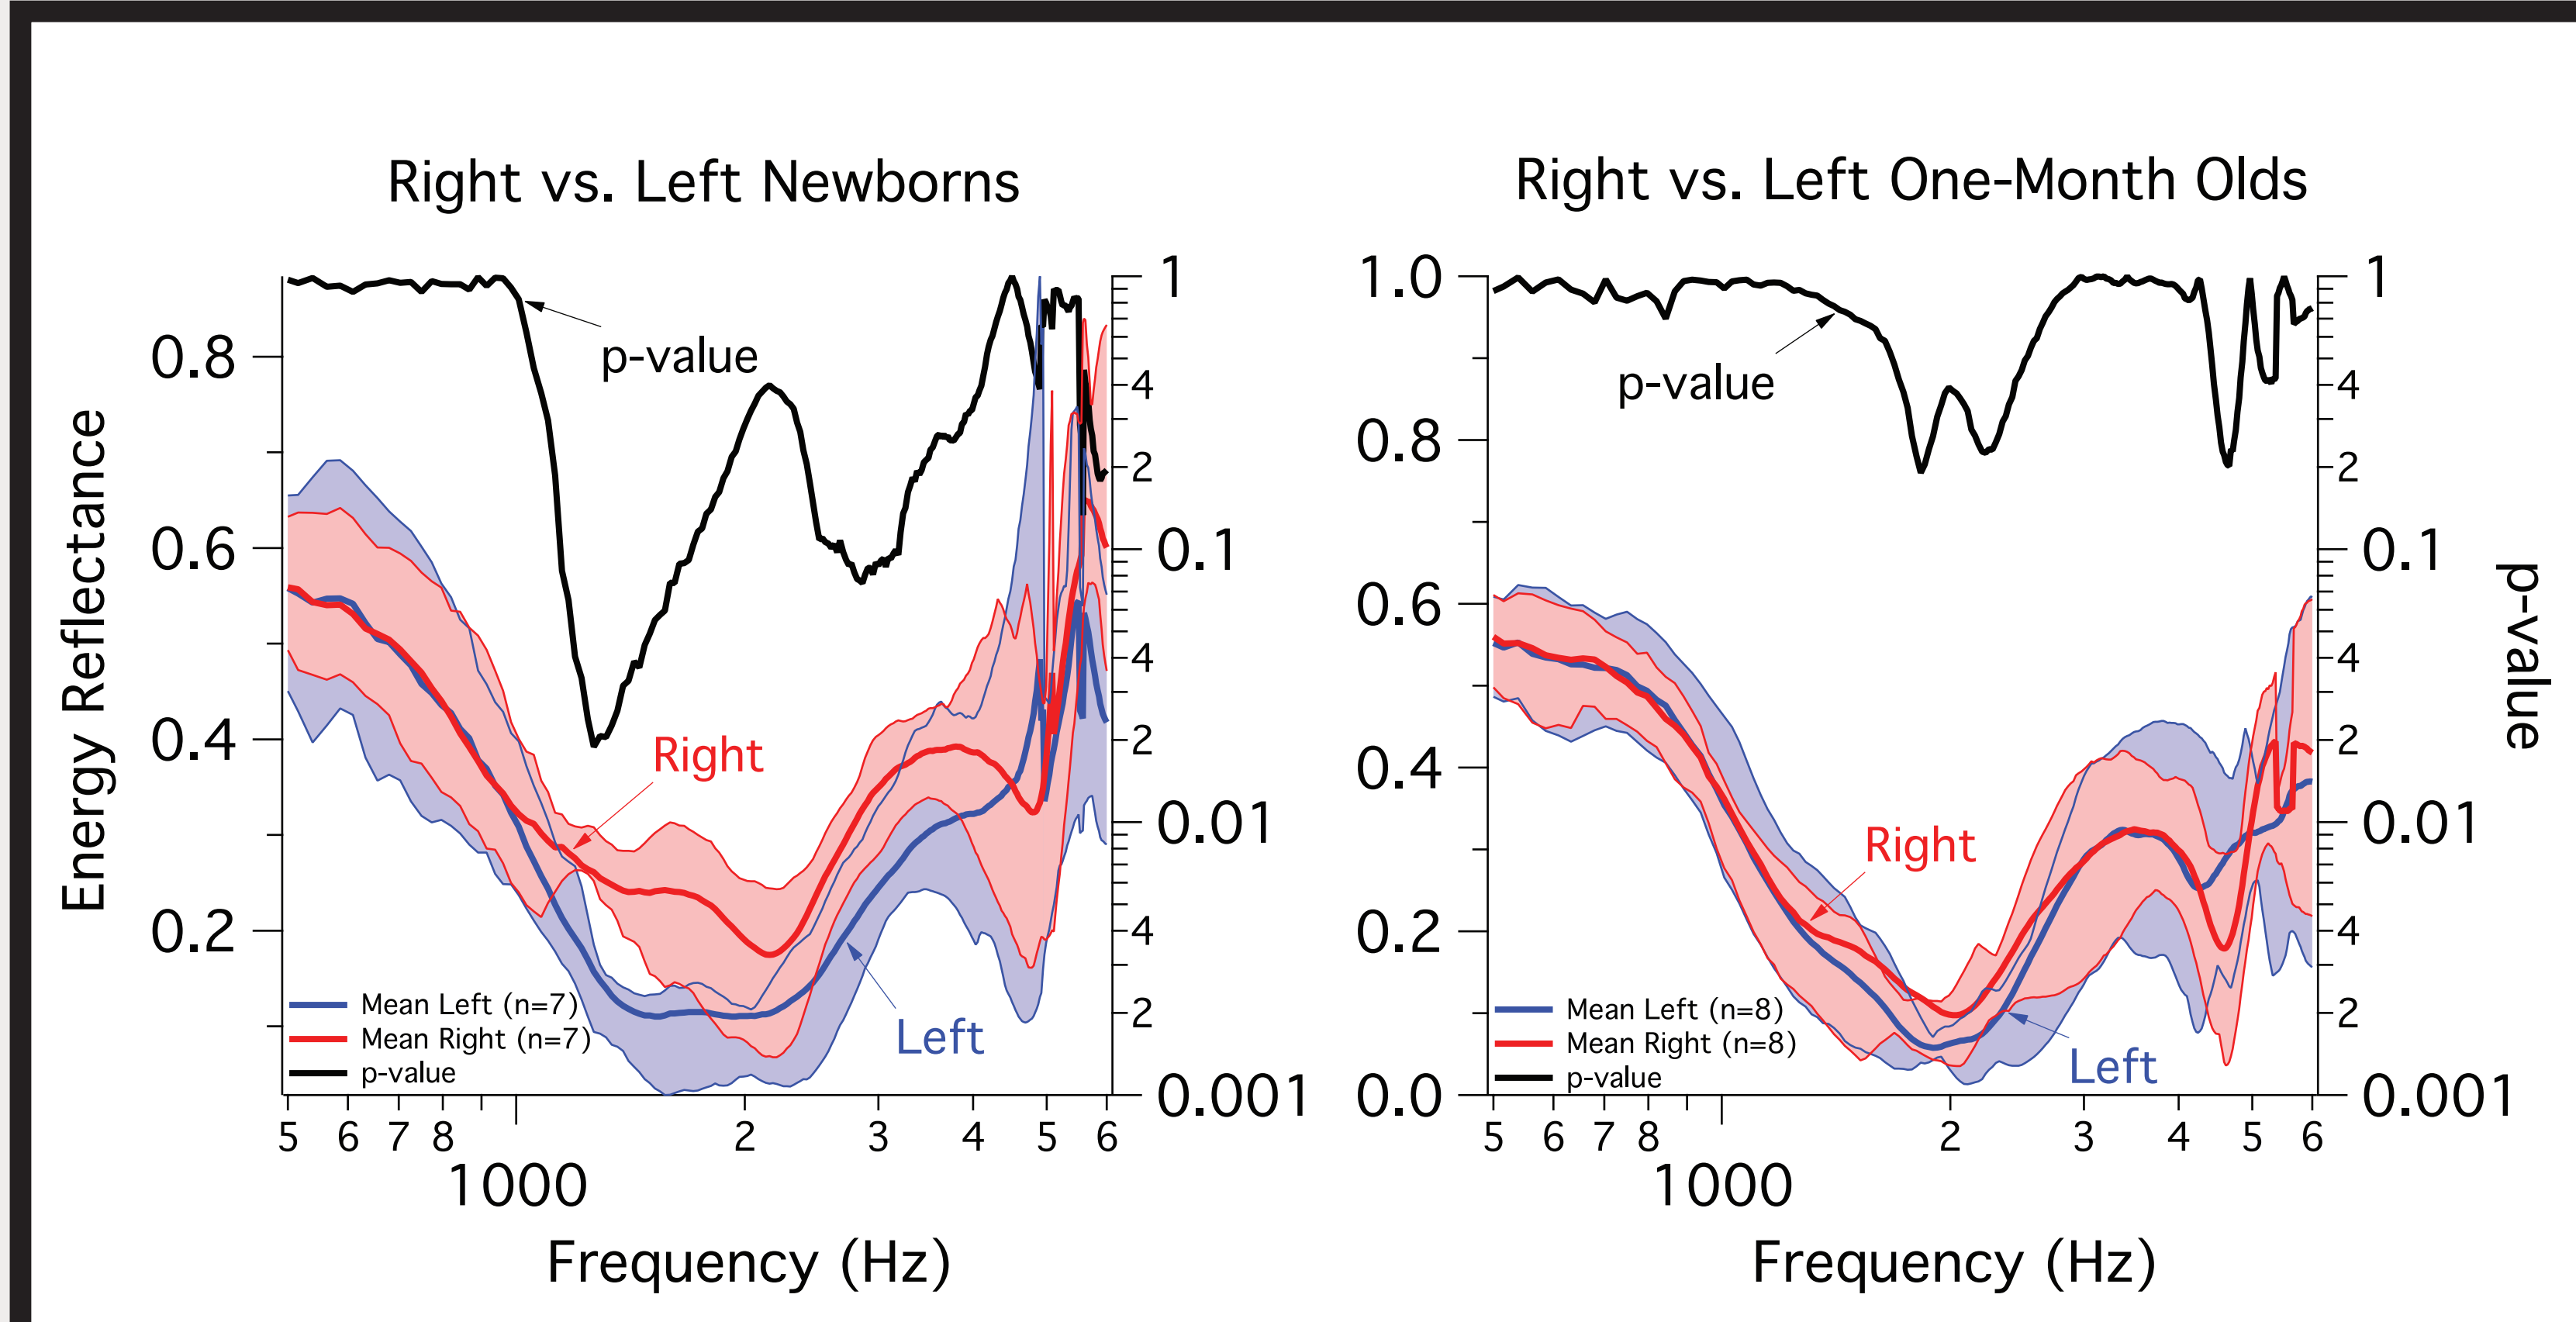 Right vs. Left Newborns
Energy Reflectance
0.8
0.6
0.4
0.2
1
4
2
0.1
4
2
0.01
4
2
0.001
p-value
Right
Left
Mean Left (n=7)
Mean Right (n=7)
p-value
5 6 7 8 2 3 4 5 6
1000
Frequency (Hz)
Right vs. Left One-Month Olds
1.0
0.8
0.6
0.4
0.2
0.0
1
4
2
0.1
4
2
0.01
4
2
0.001
p-value
p-value
Right
Left
Mean Left (n=8)
Mean Right (n=8)
p-value
5 6 7 8 2 3 4 5 6
1000
Frequency (Hz)